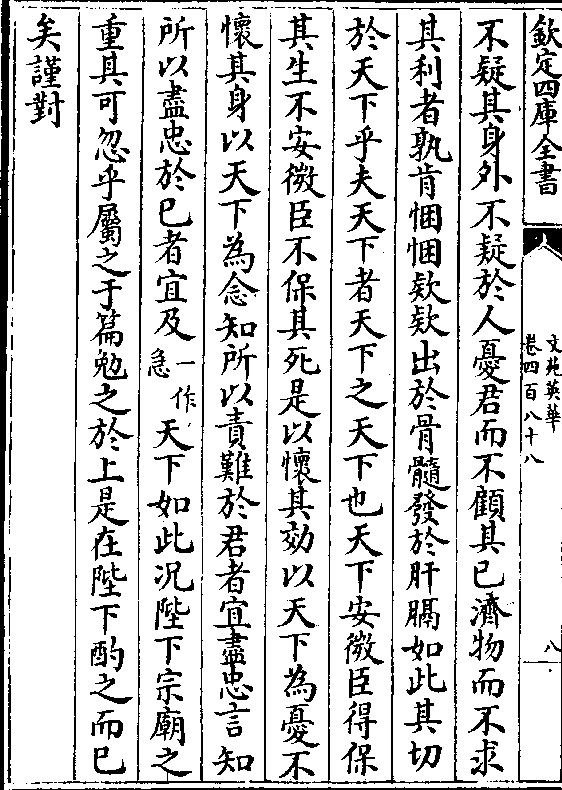 欽定四庫全書
文苑英華
卷四百八十八
八
不疑其身外不疑於人憂君而不顧其已濟物而不求
其利者孰肯悃悃欵欵出於骨髓發於肝膈如此其切
於天下乎夫天下者天下之天下也天下安微臣得保
其生不安微臣不保其死是以懷其効以天下為憂不
懷其身以天下為念知所以責難於君者宜盡忠言知
所以盡忠於已者宜及一作急天下如此况陛下宗廟之
重具可忽乎屬之于篇勉之於上是在陛下酌之而已
矣謹對